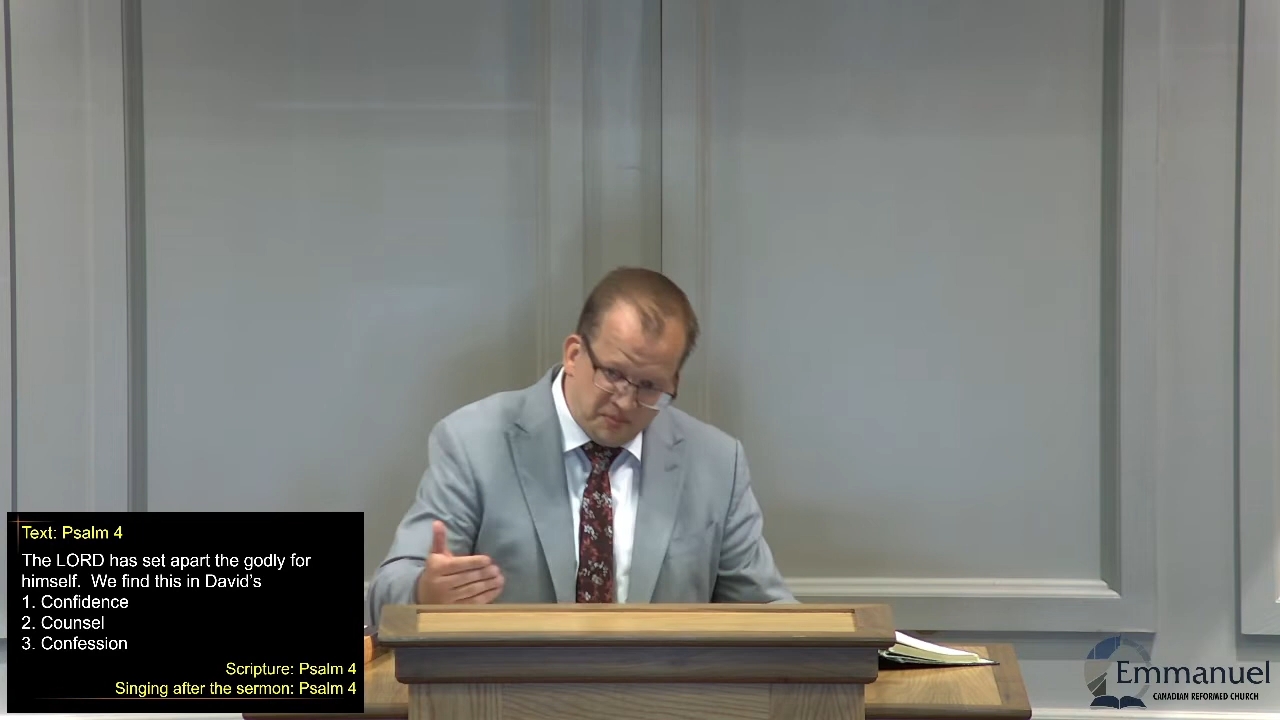 Text: Psalm 4
The LORD has set apart the godly for
himself. We find this in David's
1. Confidence
2. Counsel
3. Confession
Scripture: Psalm 4
Singing after the sermon: Psalm 4
Emmanuel
CANADIAN REFORMED CHURCH